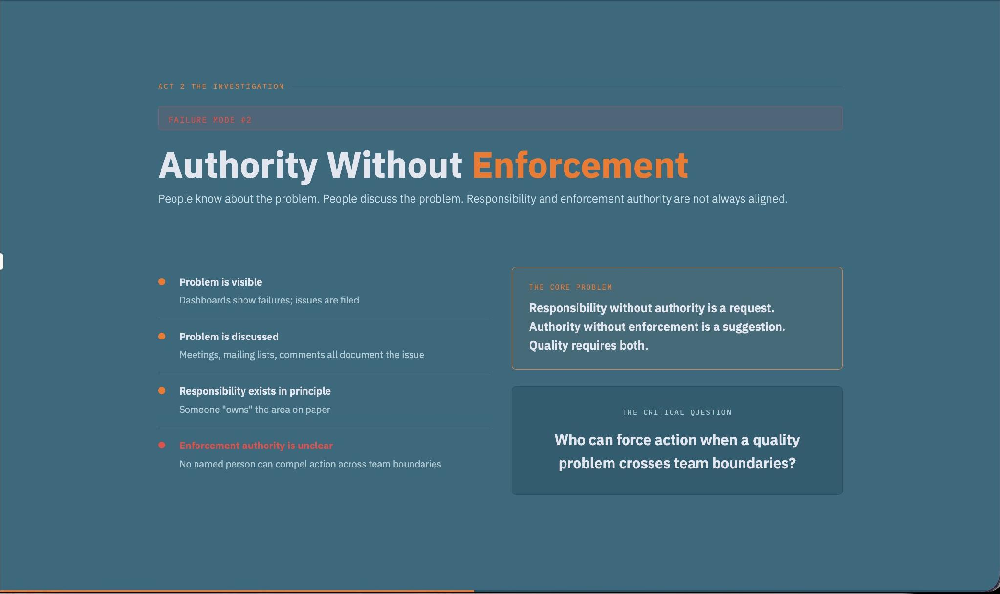 ACT 2 THE INVESTIGATION
FAILURE MODE #2
Authority Without Enforcement
People know about the problem. People discuss the problem. Responsibility and enforcement authority are not always aligned.
Problem is visible
Dashboards show failures; issues are filed
Problem is discussed
Meetings, mailing lists, comments all document the issue
Responsibility exists in principle
Someone "owns" the area on paper
Enforcement authority is unclear
No named person can compel action across team boundaries
THE CORE PROBLEM
Responsibility without authority is a request.
Authority without enforcement is a suggestion.
Quality requires both.
THE CRITICAL QUESTION
Who can force action when a quality
problem crosses team boundaries?